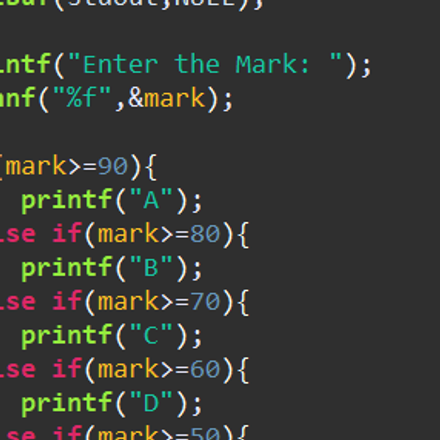 (stdout,NULL);
intf("Enter the Mark: ");
anf("%f",&mark);
(mark>=90){
printf("A");
lse if(mark>=80){
printf("B");
lse if(mark>=70){
printf("C");
lse if(mark>=60){
printf("D");
lse if(mark>=50){